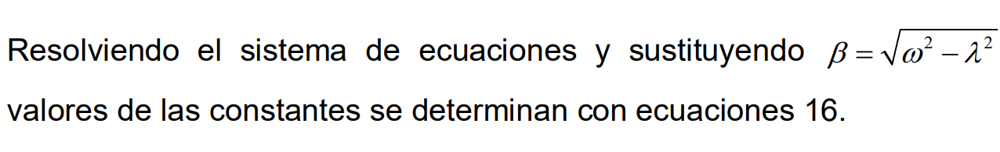 Resolviendo el sistema de ecuaciones y sustituyendo β = √(ω² − λ²)
valores de las constantes se determinan con ecuaciones 16.